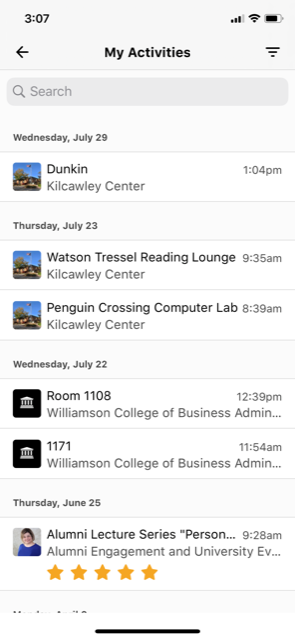 3:07
My Activities
Search
Wednesday, July 29
Dunkin 1:04pm
Kilcawley Center
Thursday, July 23
Watson Tressel Reading Lounge 9:35am
Kilcawley Center
Penguin Crossing Computer Lab 8:39am
Kilcawley Center
Wednesday, July 22
Room 1108 12:39pm
Williamson College of Business Admin...
1171 11:54am
Williamson College of Business Admin...
Thursday, June 25
Alumni Lecture Series "Person... 9:28am
Alumni Engagement and University Ev...